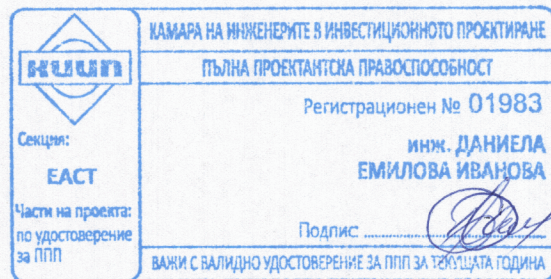 КАМАРА НА ИНЖЕНЕРИТЕ В ИНВЕСТИЦИОННОТО ПРОЕКТИРАНЕ
ПЪЛНА ПРОЕКТАНТСКА ПРАВОСПОСОБНОСТ
КИИП
Регистрационен № 01983
Секция:
ЕАСТ
инж. ДАНИЕЛА
ЕМИЛОВА ИВАНОВА
Части на проекта:
по удостоверение
за ППП
Подпис
ВАЖИ С ВАЛИДНО УДОСТОВЕРЕНИЕ ЗА ППП ЗА ТЕКУЩАТА ГОДИНА